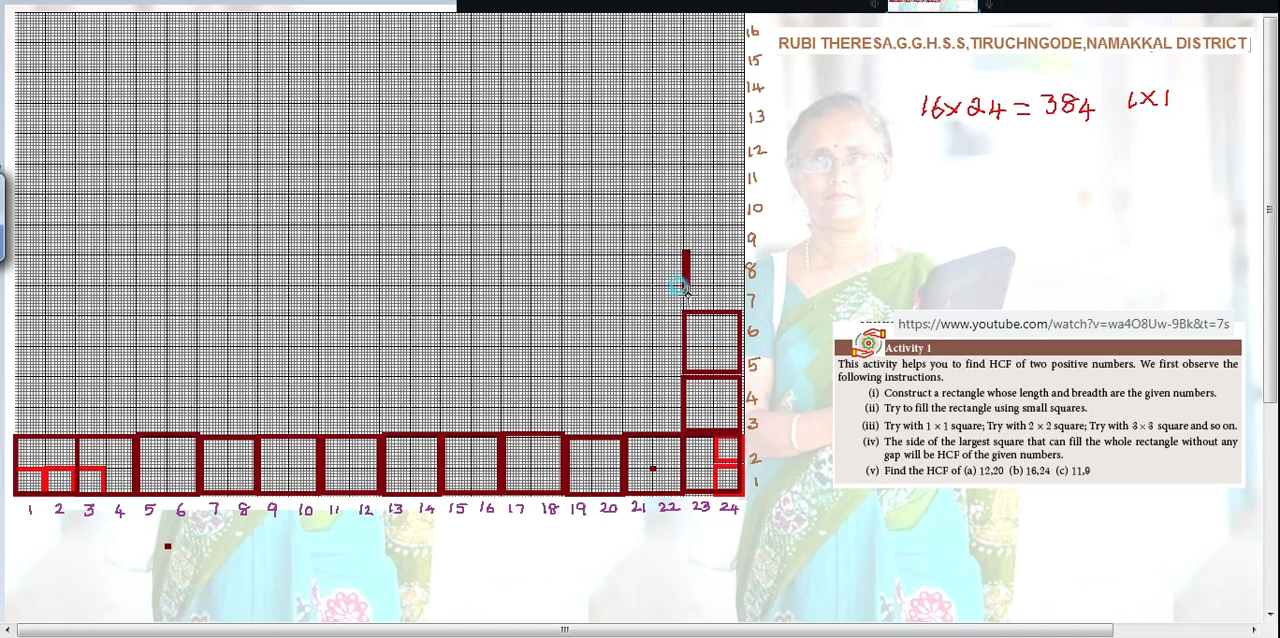 RUBI THERESA,G.G.H.S.S,TIRUCHNGODE,NAMAKKAL DISTRICT
16
15
14
13
12
11
10
9
8
7
6
5
4
3
2
1
16 x 24 = 384 1x1
https://www.youtube.com/watch?v=wa4O8Uw-9Bk&t=7s
Activity 1
This activity helps you to find HCF of two positive numbers. We first observe the
following instructions.
(i) Construct a rectangle whose length and breadth are the given numbers.
(ii) Try to fill the rectangle using small squares.
(iii) Try with 1 × 1 square; Try with 2 × 2 square; Try with 3 × 3 square and so on.
(iv) The side of the largest square that can fill the whole rectangle without any
gap will be HCF of the given numbers.
(v) Find the HCF of (a) 12,20 (b) 16,24 (c) 11,9
1 2 3 4 5 6 7 8 9 10 11 12 13 14 15 16 17 18 19 20 21 22 23 24